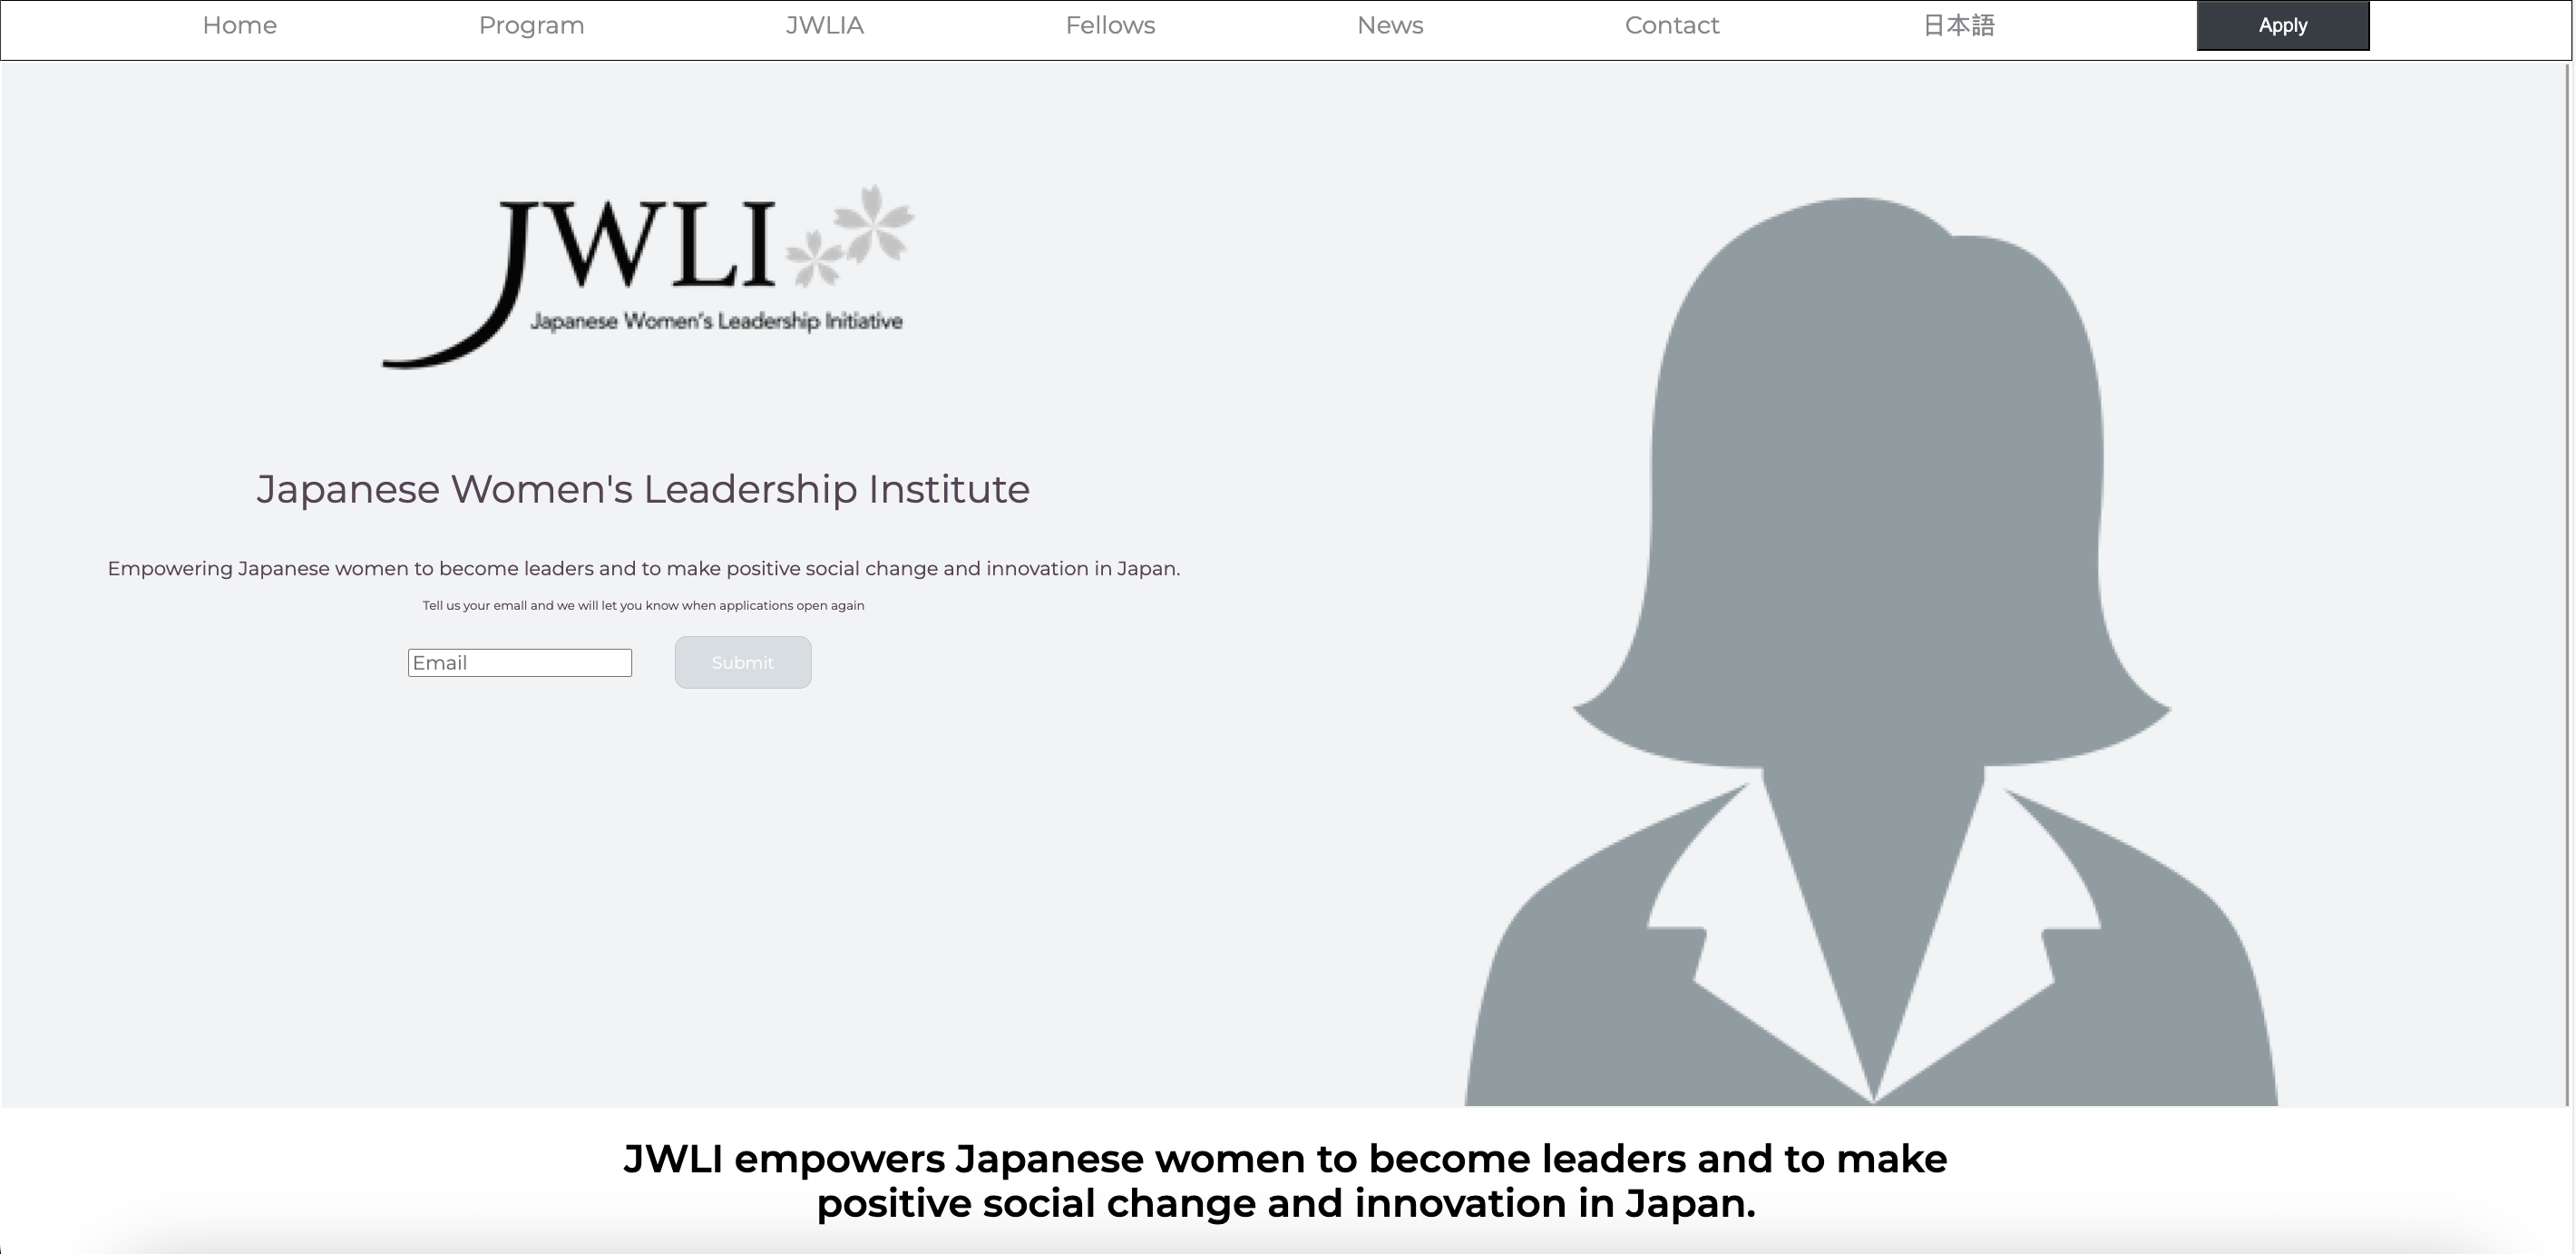 Home Program JWLIA Fellows News Contact 日本語 Apply
JWLI
Japanese Women's Leadership Initiative
Japanese Women's Leadership Institute
Empowering Japanese women to become leaders and to make positive social change and innovation in Japan.
Tell us your emall and we will let you know when applications open again
Email Submit
JWLI empowers Japanese women to become leaders and to make
positive social change and innovation in Japan.